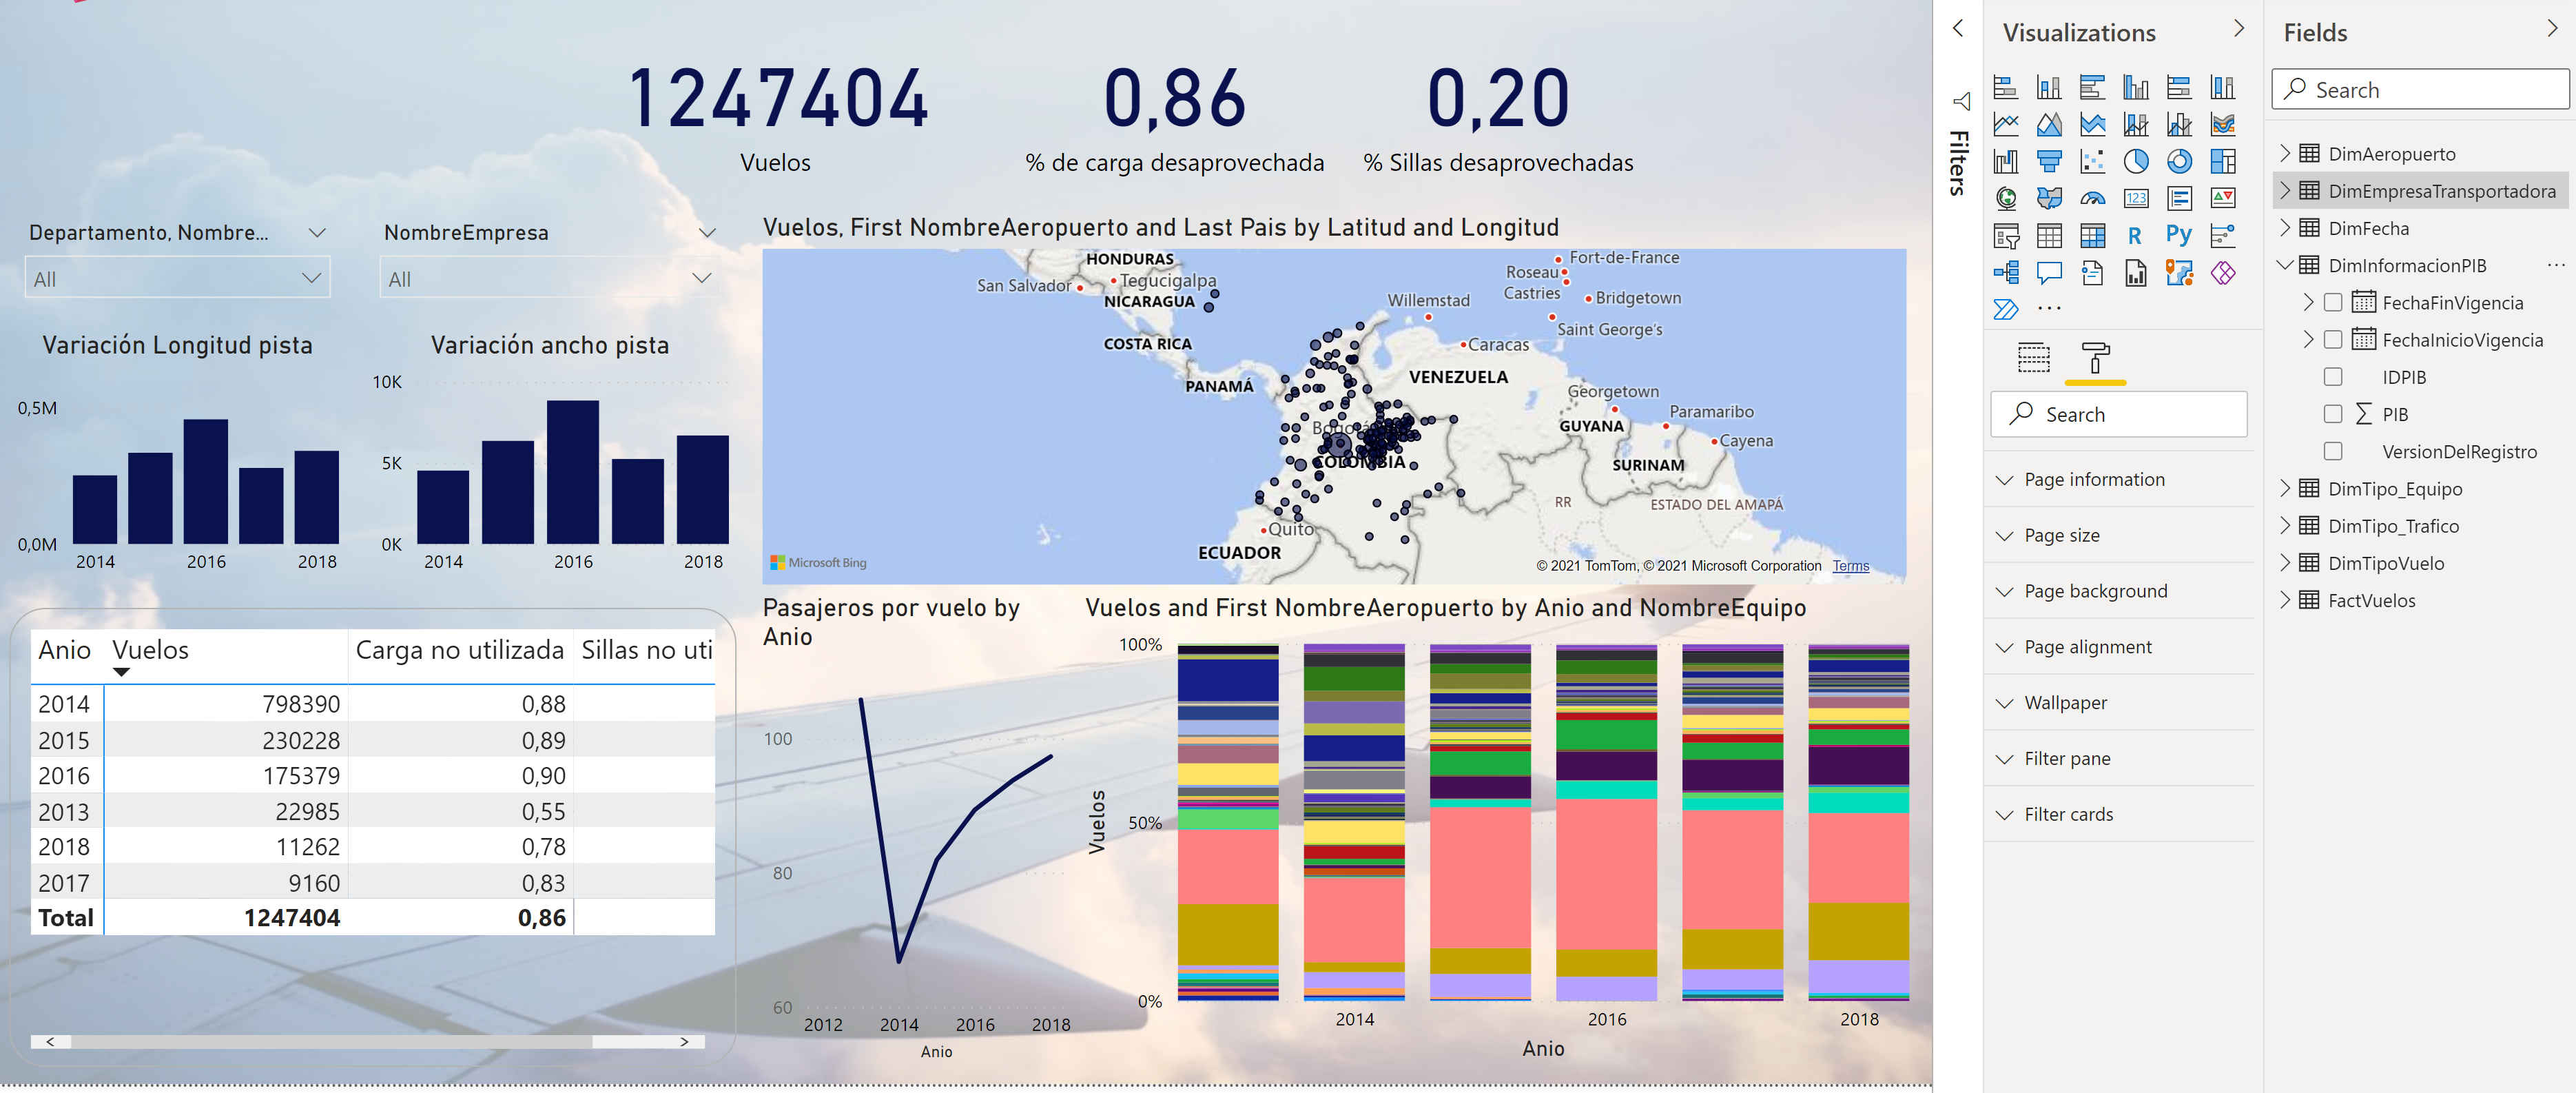 1247404
Vuelos
0,86
% de carga desaprovechada
0,20
% Sillas desaprovechadas
Departamento, Nombre...
All
NombreEmpresa
All
Variación Longitud pista
0,5M
0,0M
2014
2016
2018
Variación ancho pista
10K
5K
0K
2014
2016
2018
Vuelos, First NombreAeropuerto and Last Pais by Latitud and Longitud
HONDURAS
Tegucigalpa
San Salvador
NICARAGUA
COSTA RICA
PANAMÁ
Fort-de-France
Roseau
Castries
Bridgetown
Willemstad
Saint George's
Caracas
VENEZUELA
Georgetown
Paramaribo
GUYANA
Cayena
SURINAM
Bogotá
COLOMBIA
RR
ESTADO DEL AMAPÁ
Quito
ECUADOR
Microsoft Bing
© 2021 TomTom, © 2021 Microsoft Corporation Terms
Anio Vuelos Carga no utilizada Sillas no uti
2014 798390 0,88
2015 230228 0,89
2016 175379 0,90
2013 22985 0,55
2018 11262 0,78
2017 9160 0,83
Total 1247404 0,86
Pasajeros por vuelo by
Anio
100
80
60
2012
2014
2016
2018
Anio
Vuelos and First NombreAeropuerto by Anio and NombreEquipo
Vuelos
100%
50%
0%
2014
2016
2018
Anio
Filters
Visualizations
123
R
Py
...
Search
Page information
Page size
Page background
Page alignment
Wallpaper
Filter pane
Filter cards
Fields
Search
DimAeropuerto
DimEmpresaTransportadora
DimFecha
DimInformacionPIB ...
FechaFinVigencia
FechaInicioVigencia
IDPIB
∑ PIB
VersionDelRegistro
DimTipo_Equipo
DimTipo_Trafico
DimTipoVuelo
FactVuelos